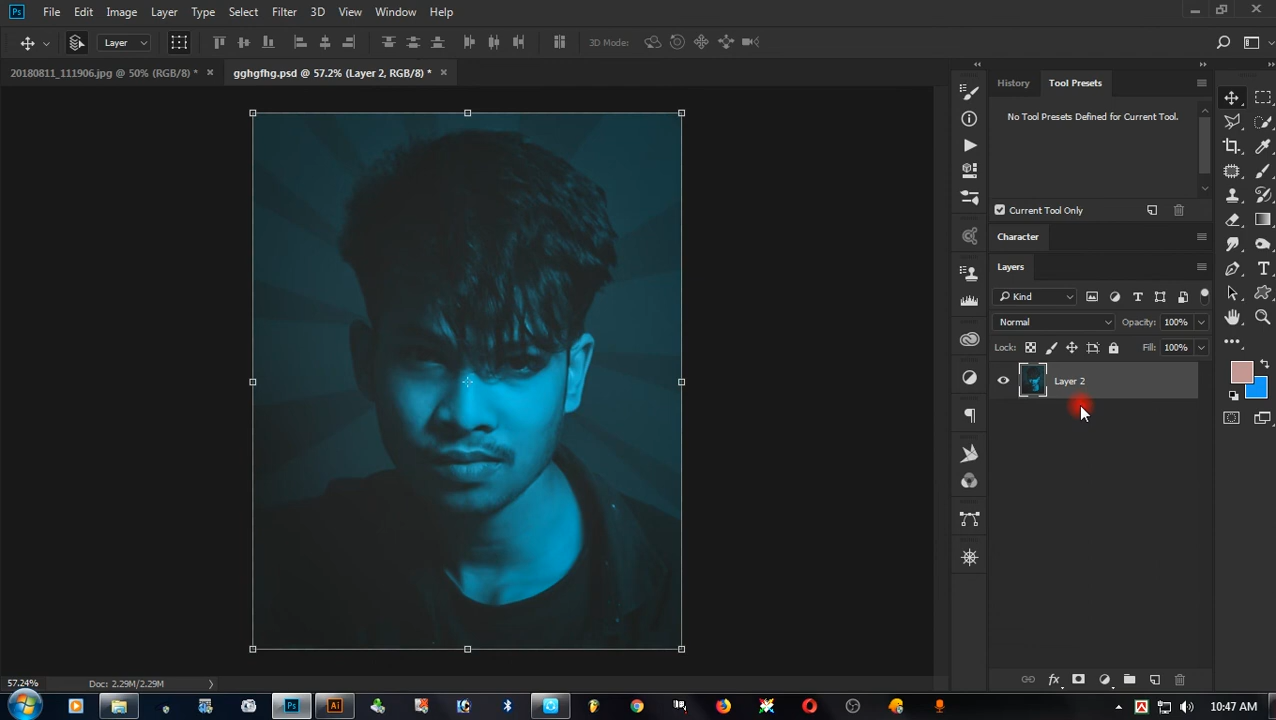 Ps File Edit Image Layer Type Select Filter 3D View Window Help
Layer 3D Mode:
20180811_111906.jpg @ 50% (RGB/8) * × gghgfhg.psd @ 57.2% (Layer 2, RGB/8) * ×
History Tool Presets
No Tool Presets Defined for Current Tool.
Current Tool Only
Character
Layers
Kind
Normal Opacity: 100%
Lock: Fill: 100%
Layer 2
fx
57.24% Doc: 2.29M/2.29M
Ps Ai 10:47 AM